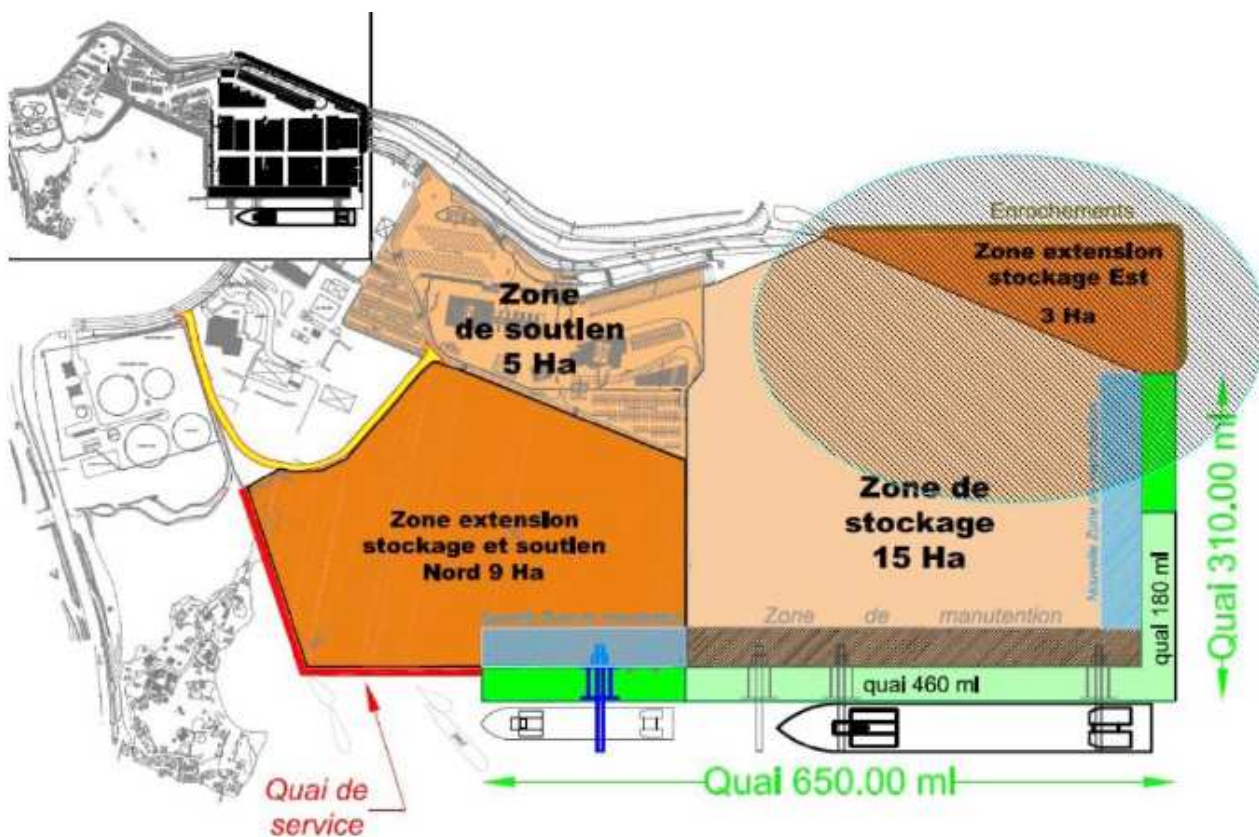 Enrochements
Zone extension
stockage Est
3 Ha
Zone
de soutien
5 Ha
Zone extension
stockage et soutien
Nord 9 Ha
Zone de
stockage
15 Ha
Zone de manutention
quai 180 ml
Quai 310.00 ml
quai 460 ml
Quai 650.00 ml
Quai de
service